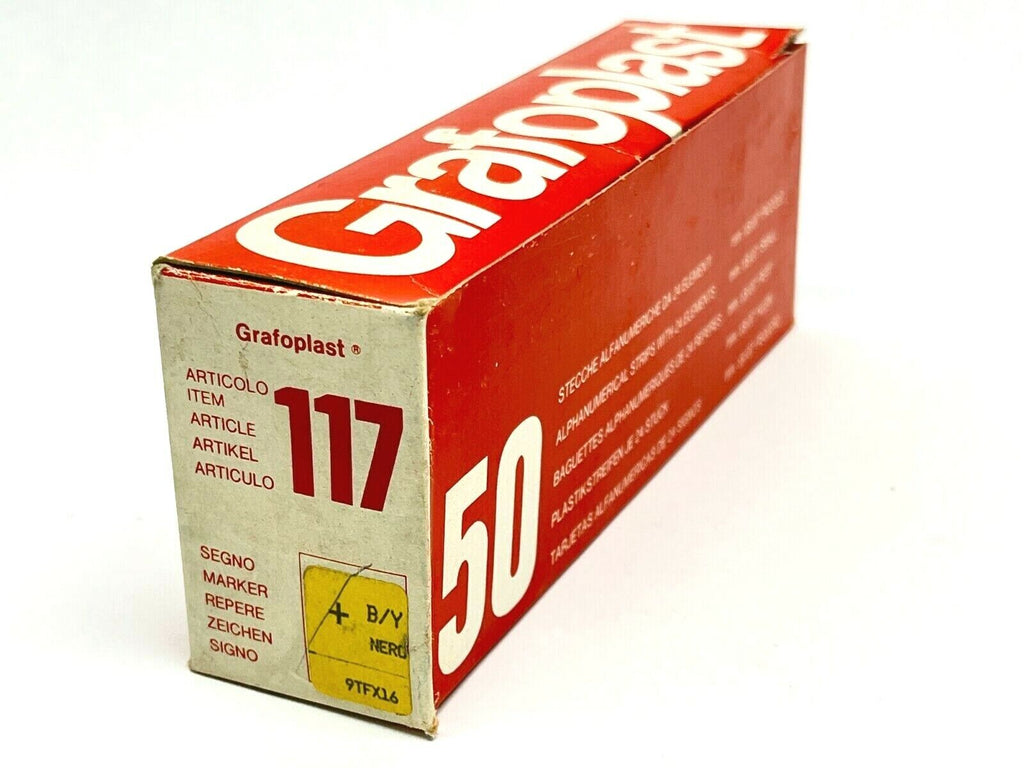 Grafoplast
Grafoplast ®
ARTICOLO
ITEM
ARTICLE
ARTIKEL
ARTICULO
117
SEGNO
MARKER
REPERE
ZEICHEN
SIGNO
+ B/Y
NERO
9TFX16
50
STECCHE ALFANUMERICHE DA 24 ELEMENTI
ALPHANUMERICAL STRIPS WITH 24 ELEMENTS
BAGUETTES ALPHANUMERIQUES DE 24 REPERES
PLASTIKSTREIFEN JE 24 STUCK
TARJETAS ALFANUMERICAS DE 24 SIGNOS